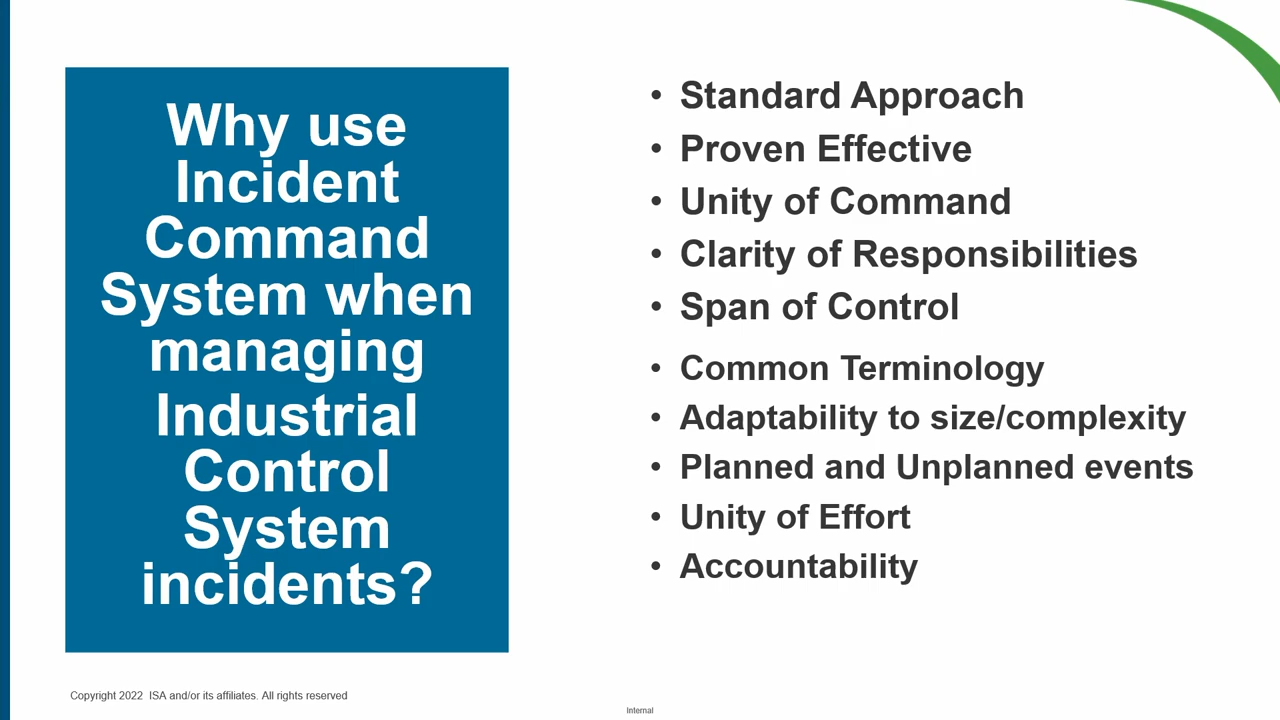 Why use
Incident
Command
System when
managing
Industrial
Control
System
incidents?
• Standard Approach
• Proven Effective
• Unity of Command
• Clarity of Responsibilities
• Span of Control
• Common Terminology
• Adaptability to size/complexity
• Planned and Unplanned events
• Unity of Effort
• Accountability
Copyright 2022  ISA and/or its affiliates. All rights reserved
Internal